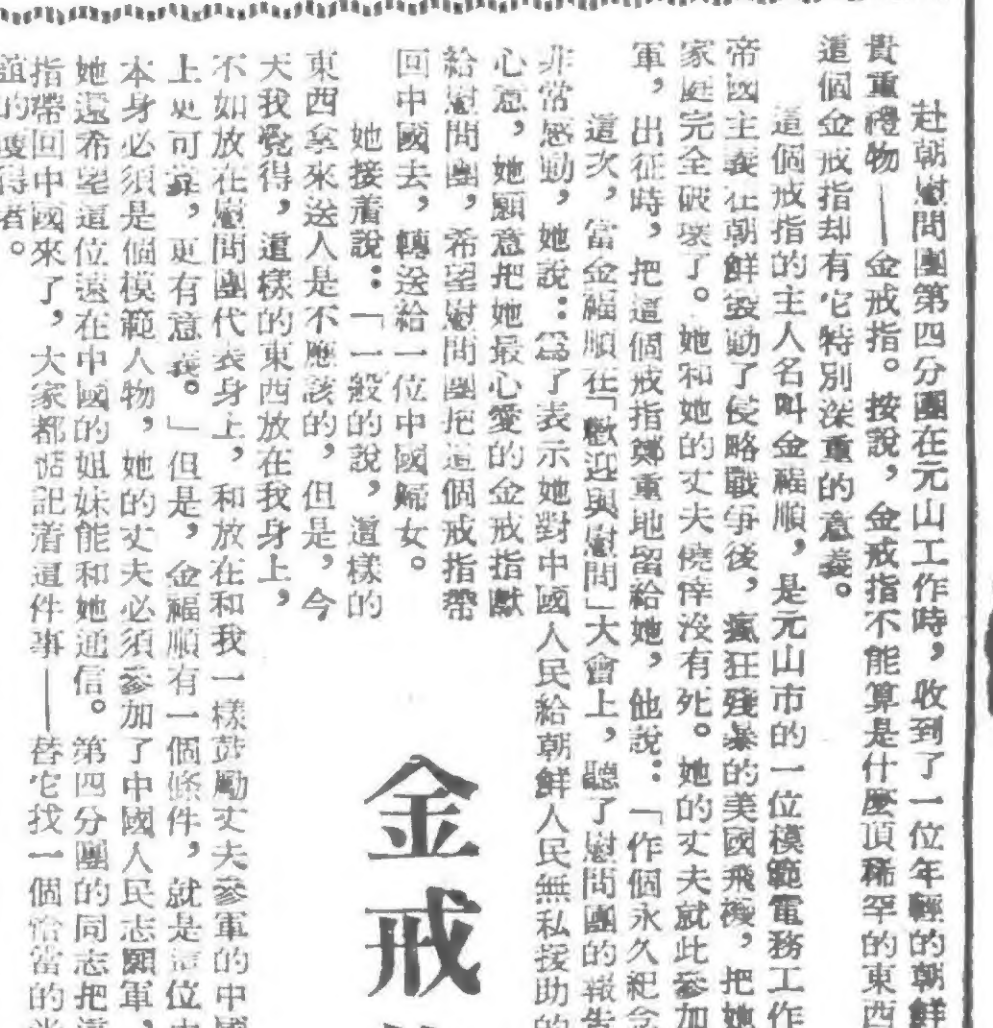 赴朝慰問團第四分團在元山工作時，收到了一位年輕的朝鮮
貴重禮物——金戒指。按說，金戒指不能算是什麼頂稀罕的東西
這個金戒指却有它特別深重的意義。
這個戒指的主人名叫金福順，是元山市的一位模範電務工作
帝國主義在朝鮮發動了侵略戰爭後，瘋狂殘暴的美國飛機，把她
家庭完全破壞了。她和她的丈夫僥倖沒有死。她的丈夫就此參加
軍，出征時，把這個戒指鄭重地留給她，他說：「作個永久紀念
這次，當金福順在「歡迎與慰問」大會上，聽了慰問團的報告
非常感動，她說：為了表示她對中國人民給朝鮮人民無私援助的
心意，她願意把她最心愛的金戒指獻
給慰問團，希望慰問團把這個戒指帶
回中國去，轉送給一位中國婦女。
她接着說：「一般的說，這樣的
東西拿來送人是不應該的，但是，今
天我覺得，這樣的東西放在我身上，
不如放在慰問團代表身上，和放在和我一樣鼓勵丈夫參軍的中國
上更可靠，更有意義。」但是，金福順有一個條件，就是這位中
本身必須是個模範人物，她的丈夫必須參加了中國人民志願軍，
她還希望這位遠在中國的姐妹能和她通信。第四分團的同志把這
指帶回中國來了，大家都惦記着這件事——替它找一個恰當的
誼的獲得者。
金戒